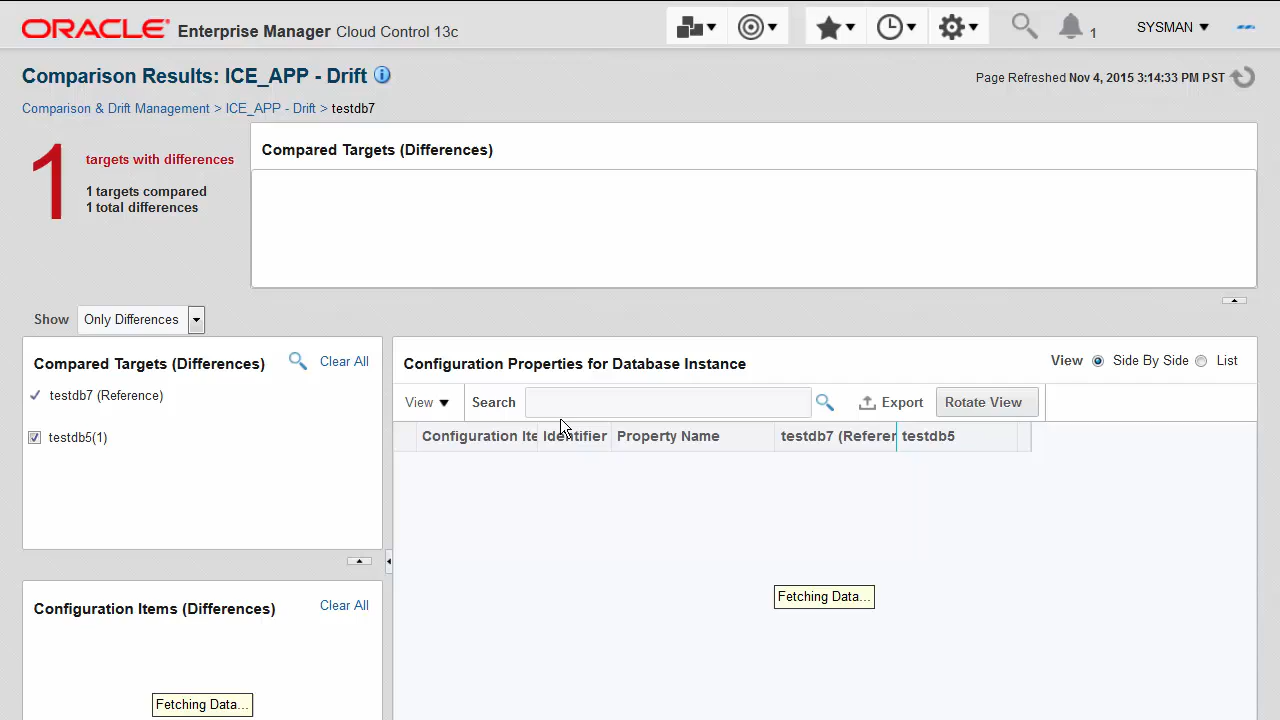 ORACLE Enterprise Manager Cloud Control 13c
1
SYSMAN
Comparison Results: ICE_APP - Drift
Page Refreshed Nov 4, 2015 3:14:33 PM PST
Comparison & Drift Management > ICE_APP - Drift > testdb7
1
targets with differences
1 targets compared
1 total differences
Compared Targets (Differences)
Show Only Differences
Compared Targets (Differences) Clear All
testdb7 (Reference)
testdb5(1)
Configuration Items (Differences) Clear All
Fetching Data...
Configuration Properties for Database Instance
View Side By Side List
View Search Export Rotate View
Configuration Ite Identifier Property Name testdb7 (Referer testdb5
Fetching Data...